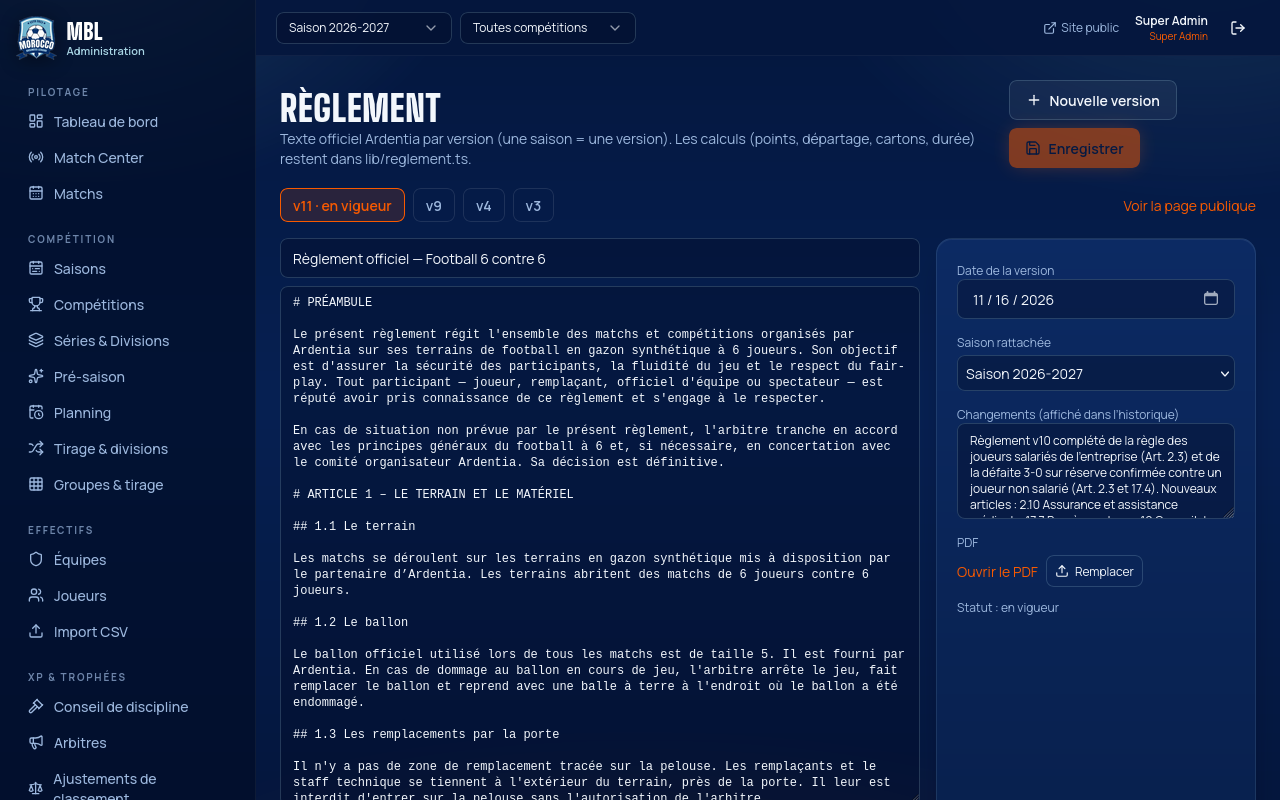 MBL
Administration
MOROCCO
PILOTAGE
Tableau de bord
Match Center
Matchs
COMPÉTITION
Saisons
Compétitions
Séries & Divisions
Pré-saison
Planning
Tirage & divisions
Groupes & tirage
EFFECTIFS
Équipes
Joueurs
Import CSV
XP & TROPHÉES
Conseil de discipline
Arbitres
Ajustements de
classement
Saison 2026-2027
Toutes compétitions
Site public
Super Admin
Super Admin
RÈGLEMENT
Texte officiel Ardentia par version (une saison = une version). Les calculs (points, départage, cartons, durée)
restent dans lib/reglement.ts.
Nouvelle version
Enregistrer
v11 · en vigueur
v9
v4
v3
Voir la page publique
Règlement officiel — Football 6 contre 6
# PRÉAMBULE
Le présent règlement régit l'ensemble des matchs et compétitions organisés par
Ardentia sur ses terrains de football en gazon synthétique à 6 joueurs. Son objectif
est d'assurer la sécurité des participants, la fluidité du jeu et le respect du fair-
play. Tout participant — joueur, remplaçant, officiel d'équipe ou spectateur — est
réputé avoir pris connaissance de ce règlement et s'engage à le respecter.
En cas de situation non prévue par le présent règlement, l'arbitre tranche en accord
avec les principes généraux du football à 6 et, si nécessaire, en concertation avec
le comité organisateur Ardentia. Sa décision est définitive.
# ARTICLE 1 – LE TERRAIN ET LE MATÉRIEL
## 1.1 Le terrain
Les matchs se déroulent sur les terrains en gazon synthétique mis à disposition par
le partenaire d’Ardentia. Les terrains abritent des matchs de 6 joueurs contre 6
joueurs.
## 1.2 Le ballon
Le ballon officiel utilisé lors de tous les matchs est de taille 5. Il est fourni par
Ardentia. En cas de dommage au ballon en cours de jeu, l'arbitre arrête le jeu, fait
remplacer le ballon et reprend avec une balle à terre à l'endroit où le ballon a été
endommagé.
## 1.3 Les remplacements par la porte
Il n'y a pas de zone de remplacement tracée sur la pelouse. Les remplaçants et le
staff technique se tiennent à l'extérieur du terrain, près de la porte. Il leur est
interdit d'entrer sur la pelouse sans l'autorisation de l'arbitre.
Date de la version
11 / 16 / 2026
Saison rattachée
Saison 2026-2027
Changements (affiché dans l'historique)
Règlement v10 complété de la règle des
joueurs salariés de l'entreprise (Art. 2.3) et de
la défaite 3-0 sur réserve confirmée contre un
joueur non salarié (Art. 2.3 et 17.4). Nouveaux
articles : 2.10 Assurance et assistance
PDF
Ouvrir le PDF
Remplacer
Statut : en vigueur